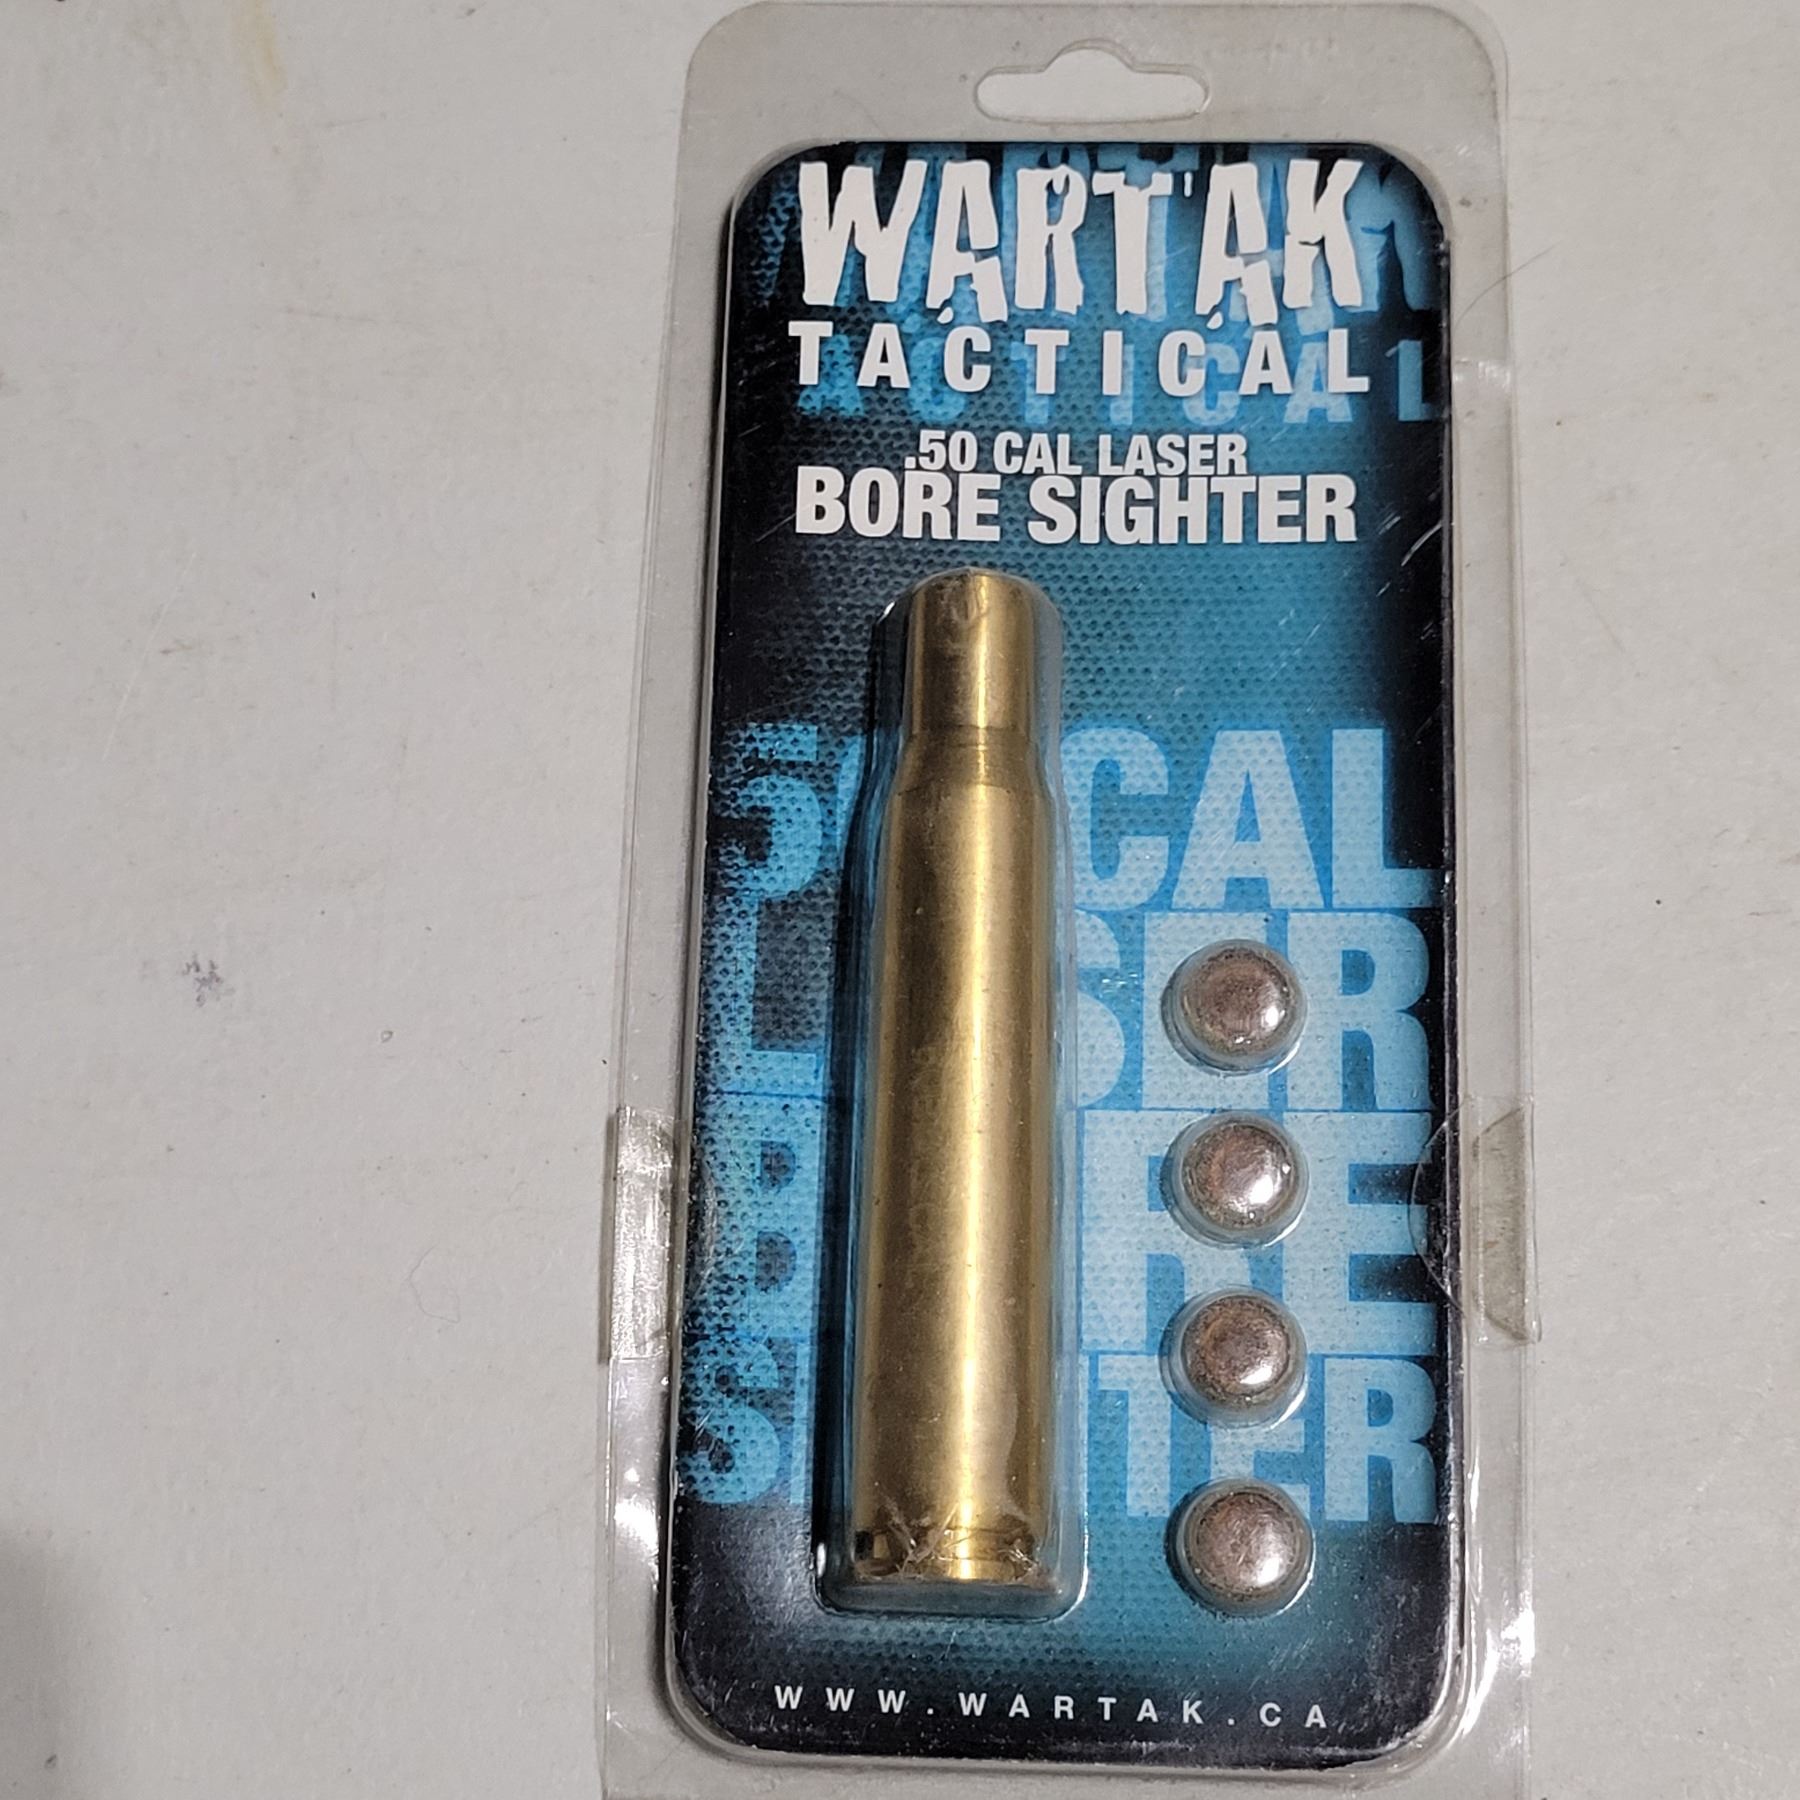 WARTAK
TACTICAL
.50 CAL LASER
BORE SIGHTER
WWW.WARTAK.CA